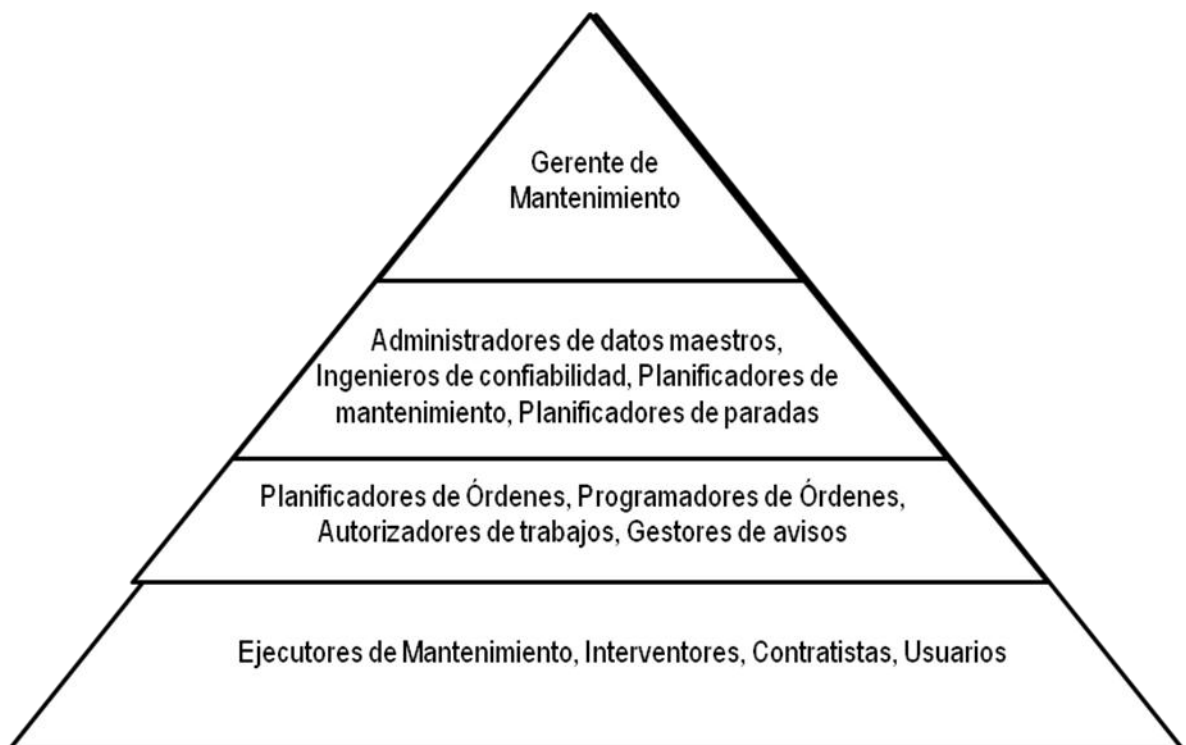 Gerente de
Mantenimiento
Administradores de datos maestros,
Ingenieros de confiabilidad, Planificadores de
mantenimiento, Planificadores de paradas
Planificadores de Órdenes, Programadores de Órdenes,
Autorizadores de trabajos, Gestores de avisos
Ejecutores de Mantenimiento, Interventores, Contratistas, Usuarios